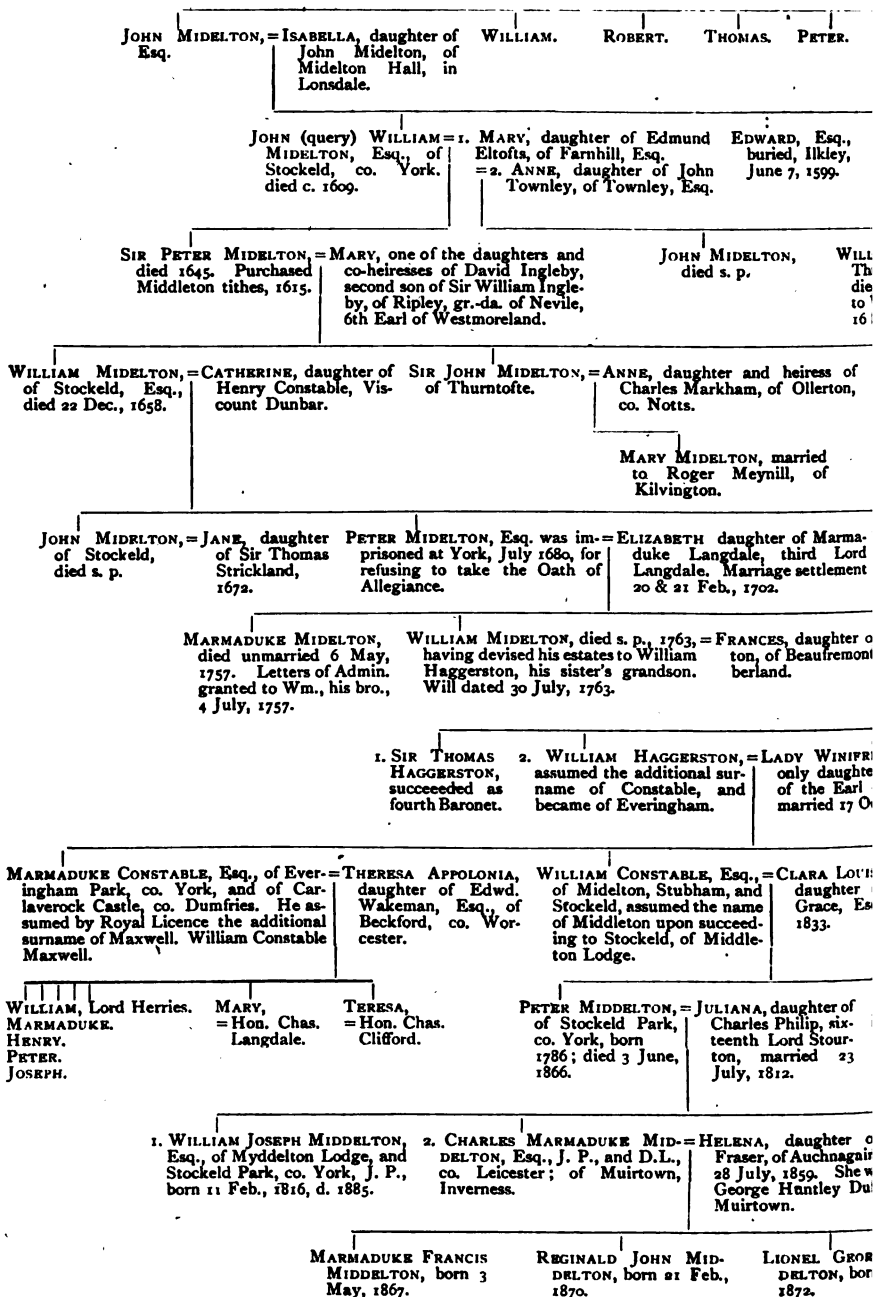 JOHN MIDELTON, = ISABELLA, daughter of
Esq. John Midelton, of
Midelton Hall, in
Lonsdale.
WILLIAM.
ROBERT.
THOMAS.
PETER.
JOHN (query) WILLIAM =
MIDELTON, Esq., of
Stockeld, co. York.
died c. 1609.
1. MARY, daughter of Edmund
Eltofts, of Farnhill, Esq.
= 2. ANNE, daughter of John
Townley, of Townley, Esq.
EDWARD, Esq.,
buried, Ilkley,
June 7, 1599.
SIR PETER MIDELTON, =
died 1645. Purchased
Middleton tithes, 1615.
MARY, one of the daughters and
co-heiresses of David Ingleby,
second son of Sir William Ingle-
by, of Ripley, gr.-da. of Nevile,
6th Earl of Westmoreland.
JOHN MIDELTON,
died s. p.
WILL
Th
die
to
16
WILLIAM MIDELTON, =
of Stockeld, Esq.,
died 22 Dec., 1658.
CATHERINE, daughter of
Henry Constable, Vis-
count Dunbar.
SIR JOHN MIDELTON, =
of Thurntofte.
ANNE, daughter and heiress of
Charles Markham, of Ollerton,
co. Notts.
MARY MIDELTON, married
to Roger Meynill, of
Kilvington.
JOHN MIDELTON, =
of Stockeld,
died s. p.
JANE, daughter
of Sir Thomas
Strickland,
1672.
PETER MIDELTON, Esq. was im- =
prisoned at York, July 1680, for
refusing to take the Oath of
Allegiance.
ELIZABETH daughter of Marma-
duke Langdale, third Lord
Langdale. Marriage settlement
20 & 21 Feb., 1702.
MARMADUKE MIDELTON,
died unmarried 6 May,
1757. Letters of Admin.
granted to Wm., his bro.,
4 July, 1757.
WILLIAM MIDELTON, died s. p., 1763, =
having devised his estates to William
Haggerston, his sister's grandson.
Will dated 30 July, 1763.
FRANCES, daughter o
ton, of Beaufremont
berland.
1. SIR THOMAS
HAGGERSTON,
succeeeded as
fourth Baronet.
2. WILLIAM HAGGERSTON, =
assumed the additional sur-
name of Constable, and
became of Everingham.
LADY WINIFR
only daughte
of the Earl
married 17 O
MARMADUKE CONSTABLE, Esq., of Ever- =
ingham Park, co. York, and of Car-
laverock Castle, co. Dumfries. He as-
sumed by Royal Licence the additional
surname of Maxwell. William Constable
Maxwell.
THERESA APPOLONIA,
daughter of Edwd.
Wakeman, Esq., of
Beckford, co. Wor-
cester.
WILLIAM CONSTABLE, Esq., =
of Midelton, Stubham, and
Stockeld, assumed the name
of Middleton upon succeed-
ing to Stockeld, of Middle-
ton Lodge.
CLARA LOUI
daughter
Grace, Es
1833.
WILLIAM, Lord Herries.
MARMADUKE.
HENRY.
PETER.
JOSEPH.
MARY,
= Hon. Chas.
Langdale.
TERESA,
= Hon. Chas.
Clifford.
PETER MIDDELTON, =
of Stockeld Park,
co. York, born
1786; died 3 June,
1866.
JULIANA, daughter of
Charles Philip, six-
teenth Lord Stour-
ton, married 23
July, 1812.
1. WILLIAM JOSEPH MIDDELTON,
Esq., of Myddelton Lodge, and
Stockeld Park, co. York, J. P.,
born 11 Feb., 1816, d. 1885.
2. CHARLES MARMADUKE MID- =
DELTON, Esq., J. P., and D.L.,
co. Leicester; of Muirtown,
Inverness.
HELENA, daughter o
Fraser, of Auchnagair
28 July, 1859. She w
George Huntley Du
Muirtown.
MARMADUKE FRANCIS
MIDDELTON, born 3
May, 1867.
REGINALD JOHN MID-
DELTON, born 21 Feb.,
1870.
LIONEL GEOR
DELTON, bor
1872.